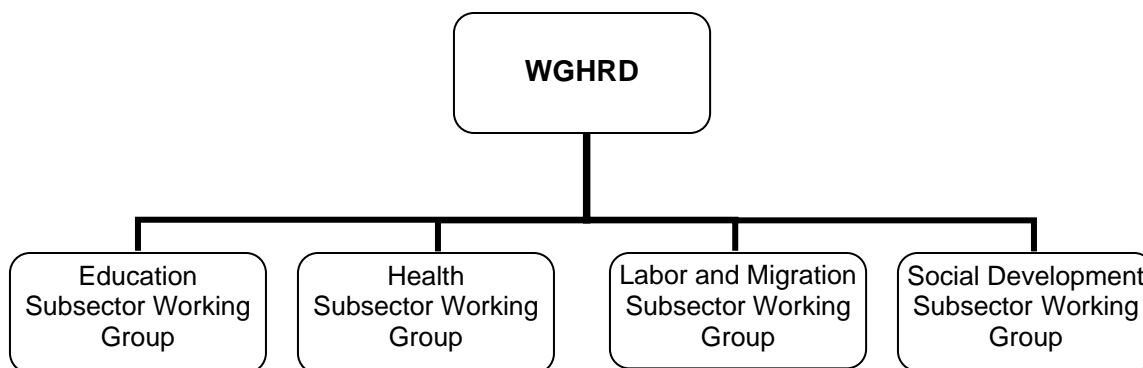 WGHRD
Education
Subsector Working
Group
Health
Subsector Working
Group
Labor and Migration
Subsector Working
Group
Social Development
Subsector Working
Group